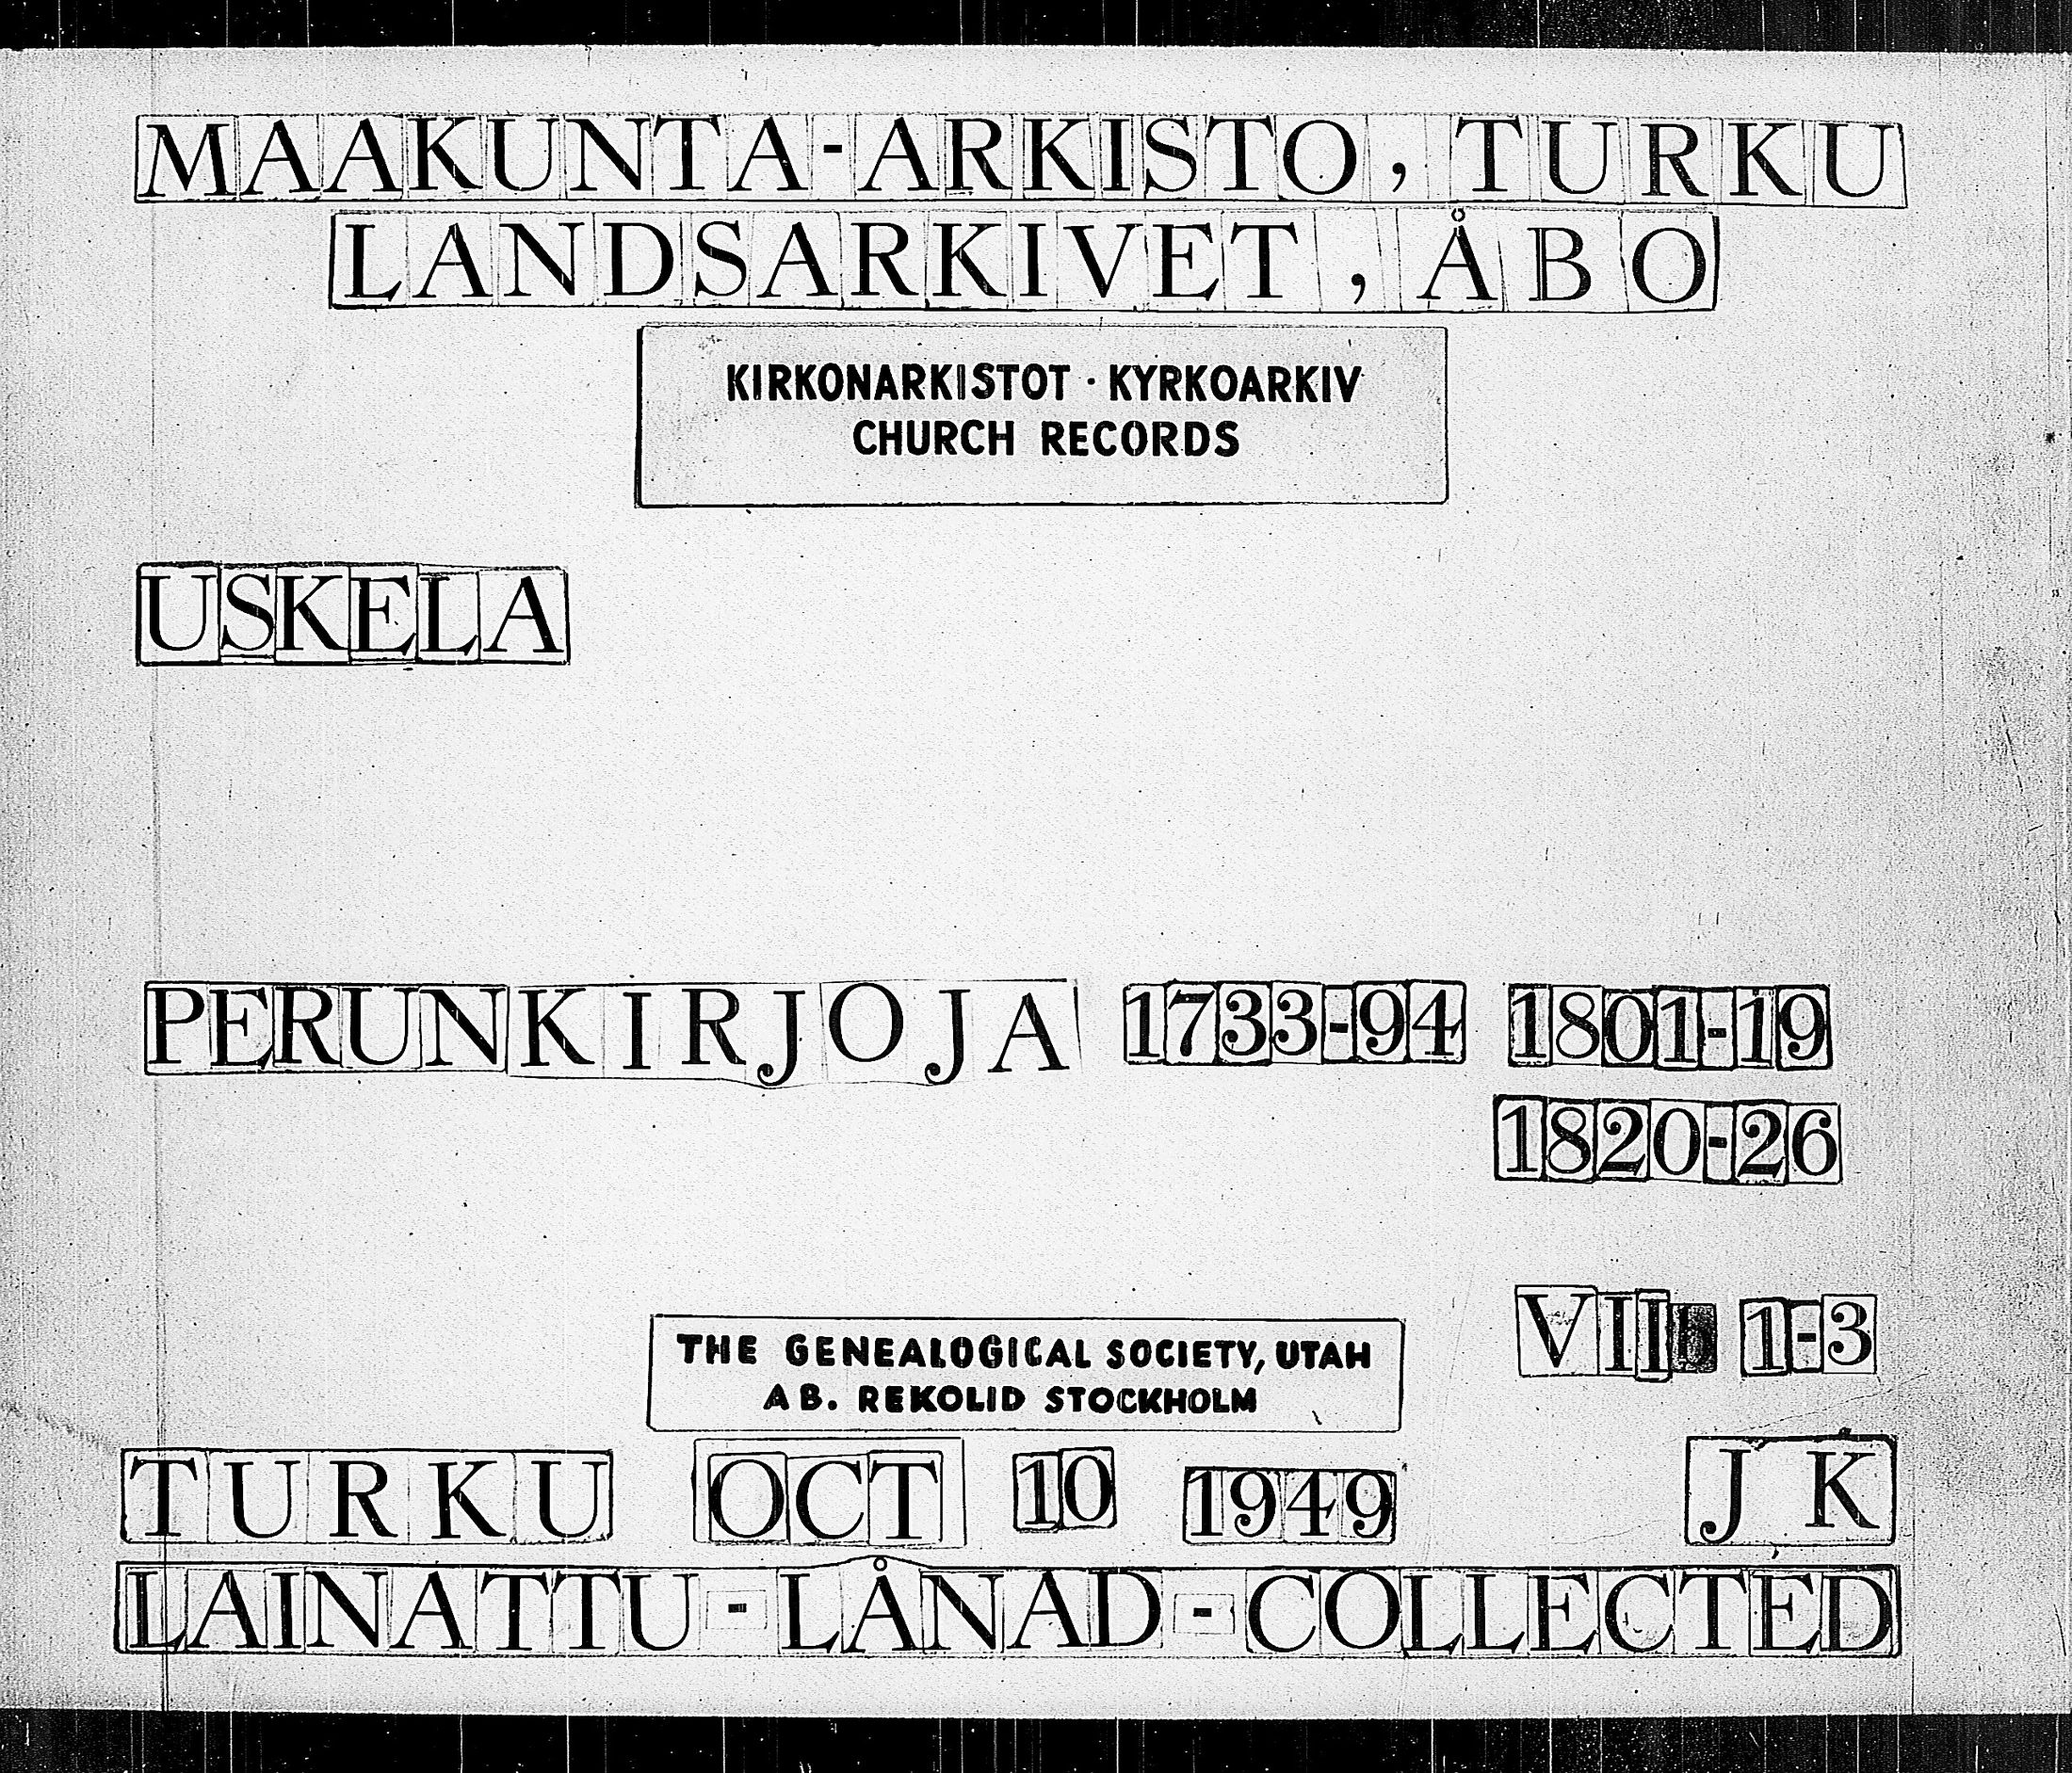 MAAKUNTA-ARKISTO, TURKU
LANDSARKIVET, ÅBO
KIRKONARKISTOT · KYRKOARKIV
CHURCH RECORDS
USKELA
PERUNKIRJOJA 1733-94 1801-19
1820-26
VII b 1-3
THE GENEALOGICAL SOCIETY, UTAH
AB. REKOLID STOCKHOLM
TURKU OCT 10 1949 J K
LAINATTU - LÅNAD - COLLECTED